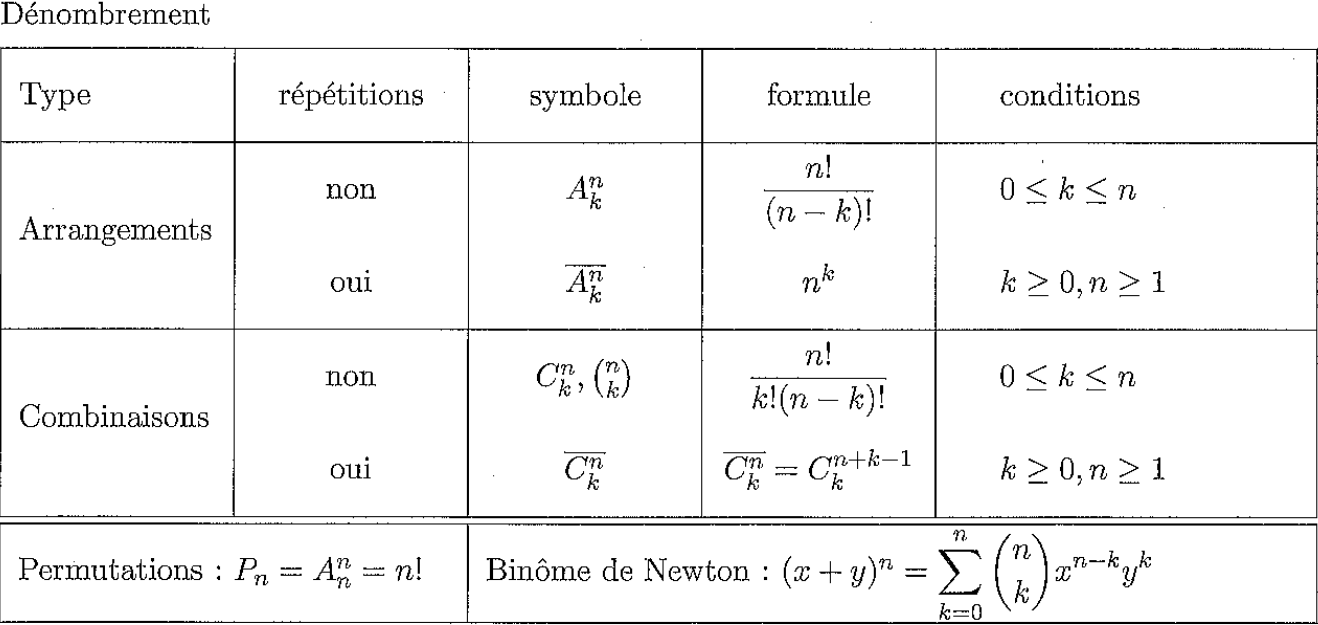 Dénombrement
Type répétitions symbole formule conditions
non $A_k^n$ $\frac{n!}{(n-k)!}$ $0 \leq k \leq n$
Arrangements
oui $\overline{A_k^n}$ $n^k$ $k \geq 0, n \geq 1$
non $C_k^n, \binom{n}{k}$ $\frac{n!}{k!(n-k)!}$ $0 \leq k \leq n$
Combinaisons
oui $\overline{C_k^n}$ $\overline{C_k^n} = C_k^{n+k-1}$ $k \geq 0, n \geq 1$
Permutations : $P_n = A_n^n = n!$ Binôme de Newton : $(x+y)^n = \sum_{k=0}^{n} \binom{n}{k} x^{n-k} y^k$